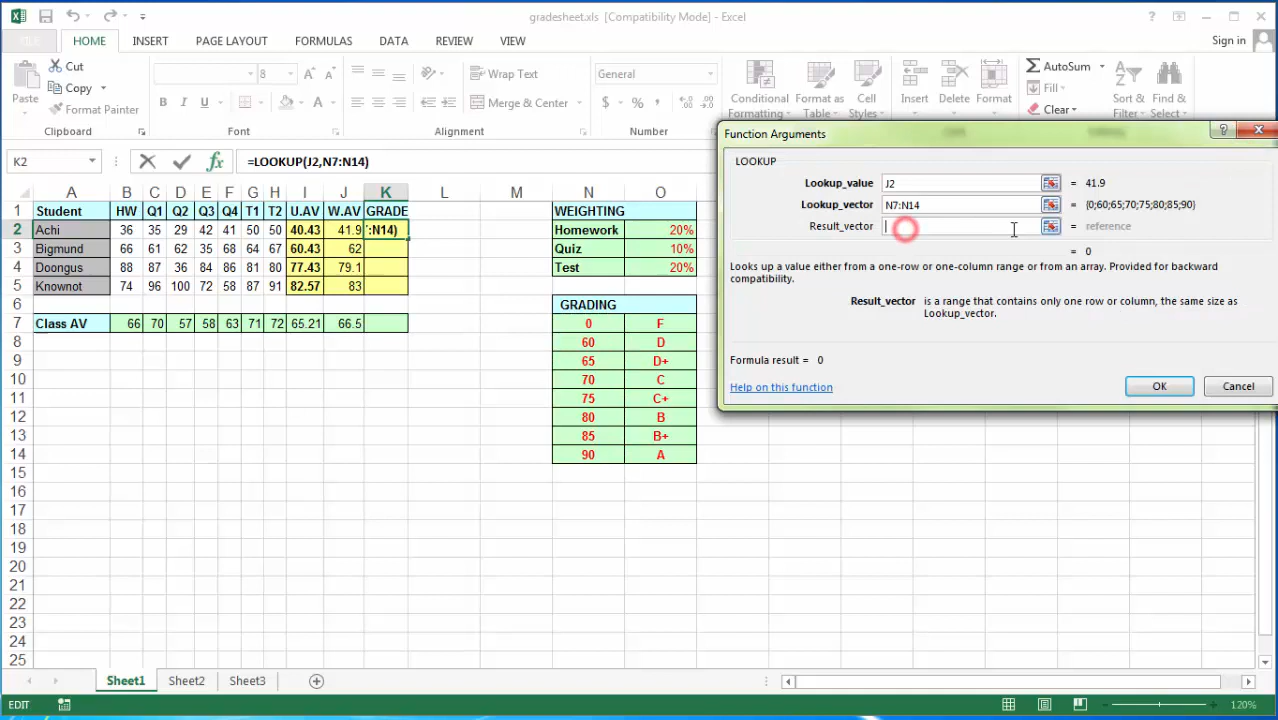 gradesheet.xls [Compatibility Mode] - Excel
HOME INSERT PAGE LAYOUT FORMULAS DATA REVIEW VIEW Sign in
Paste Cut Copy Format Painter
8
Wrap Text Merge & Center
General
$ % ,
Conditional Formatting Format as Table Cell Styles Insert Delete Format
AutoSum Fill Clear Sort & Filter Find & Select
Clipboard Font Alignment Number
K2 =LOOKUP(J2,N7:N14)
A B C D E F G H I J K L M N O
1 Student HW Q1 Q2 Q3 Q4 T1 T2 U.AV W.AV GRADE WEIGHTING
2 Achi 36 35 29 42 41 50 50 40.43 41.9 ':N14) Homework 20%
3 Bigmund 66 61 62 35 68 64 67 60.43 62 Quiz 10%
4 Doongus 88 87 36 84 86 81 80 77.43 79.1 Test 20%
5 Knownot 74 96 100 72 58 87 91 82.57 83
6 GRADING
7 Class AV 66 70 57 58 63 71 72 65.21 66.5 0 F
8 60 D
9 65 D+
10 70 C
11 75 C+
12 80 B
13 85 B+
14 90 A
15
16
17
18
19
20
21
22
23
24
25
Function Arguments
LOOKUP
Lookup_value J2 = 41.9
Lookup_vector N7:N14 = {0;60;65;70;75;80;85;90}
Result_vector = reference
= 0
Looks up a value either from a one-row or one-column range or from an array. Provided for backward
compatibility.
Result_vector is a range that contains only one row or column, the same size as
Lookup_vector.
Formula result = 0
Help on this function OK Cancel
Sheet1 Sheet2 Sheet3
EDIT 120%